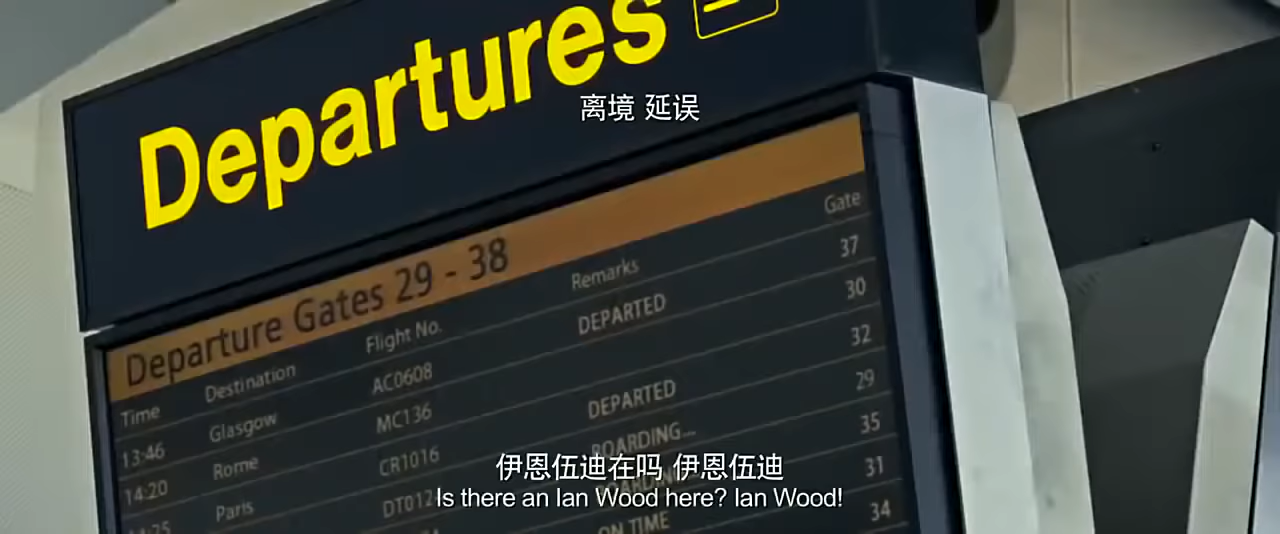 Departures
离境 延误
Departure Gates 29 - 38
Time Destination Flight No. Remarks Gate
13:46 Glasgow AC0608 DEPARTED 37
14:20 Rome MC136 30
Paris CR1016 DEPARTED 32
DT012 BOARDING... 29
35
ON TIME 31
34
伊恩伍迪在吗 伊恩伍迪
Is there an Ian Wood here? Ian Wood!